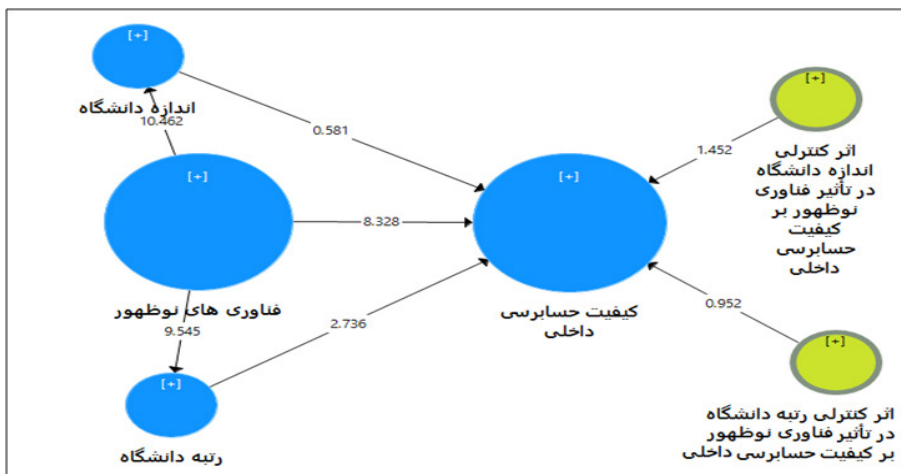 [+]
اندازه دانشگاه
10.462
0.581
[+]
فناوری های نوظهور
8.328
[+]
کیفیت حسابرسی
داخلی
9.545
2.736
[+]
رتبه دانشگاه
[+]
1.452
اثر کنترلی
اندازه دانشگاه
در تأثیر فناوری
نوظهور بر
کیفیت
حسابرسی
داخلی
0.952
[+]
اثر کنترلی رتبه دانشگاه
در تأثیر فناوری نوظهور
بر کیفیت حسابرسی داخلی